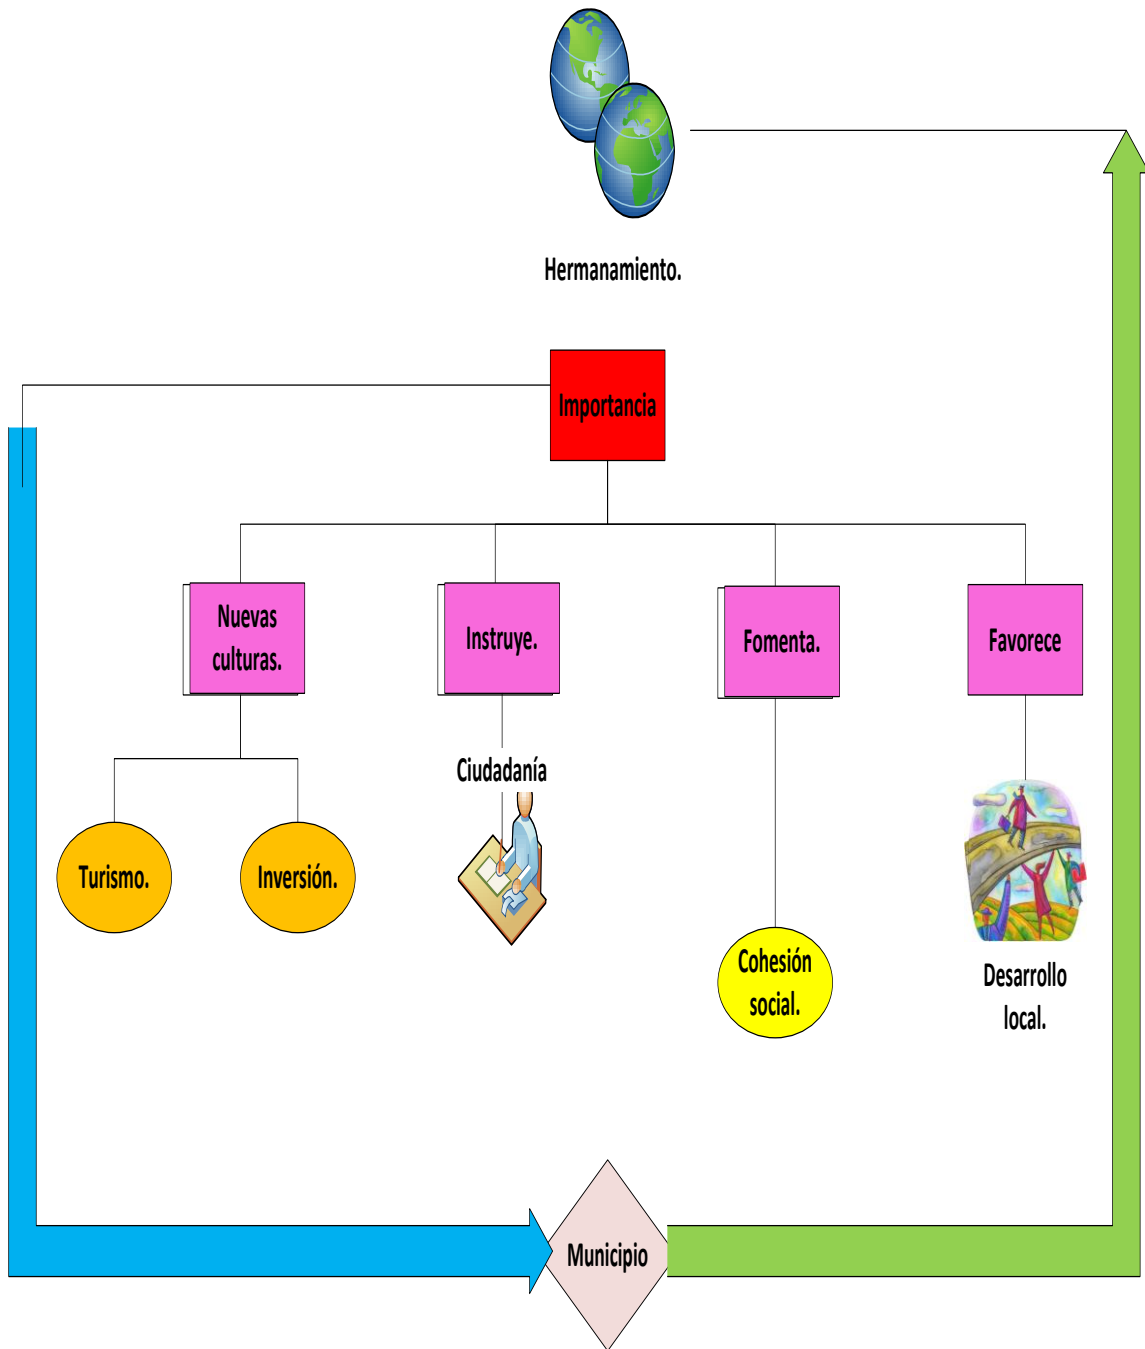 Hermanamiento.
Importancia
Nuevas
culturas.
Instruye.
Fomenta.
Favorece
Ciudadanía
Turismo.
Inversión.
Cohesión
social.
Desarrollo
local.
Municipio